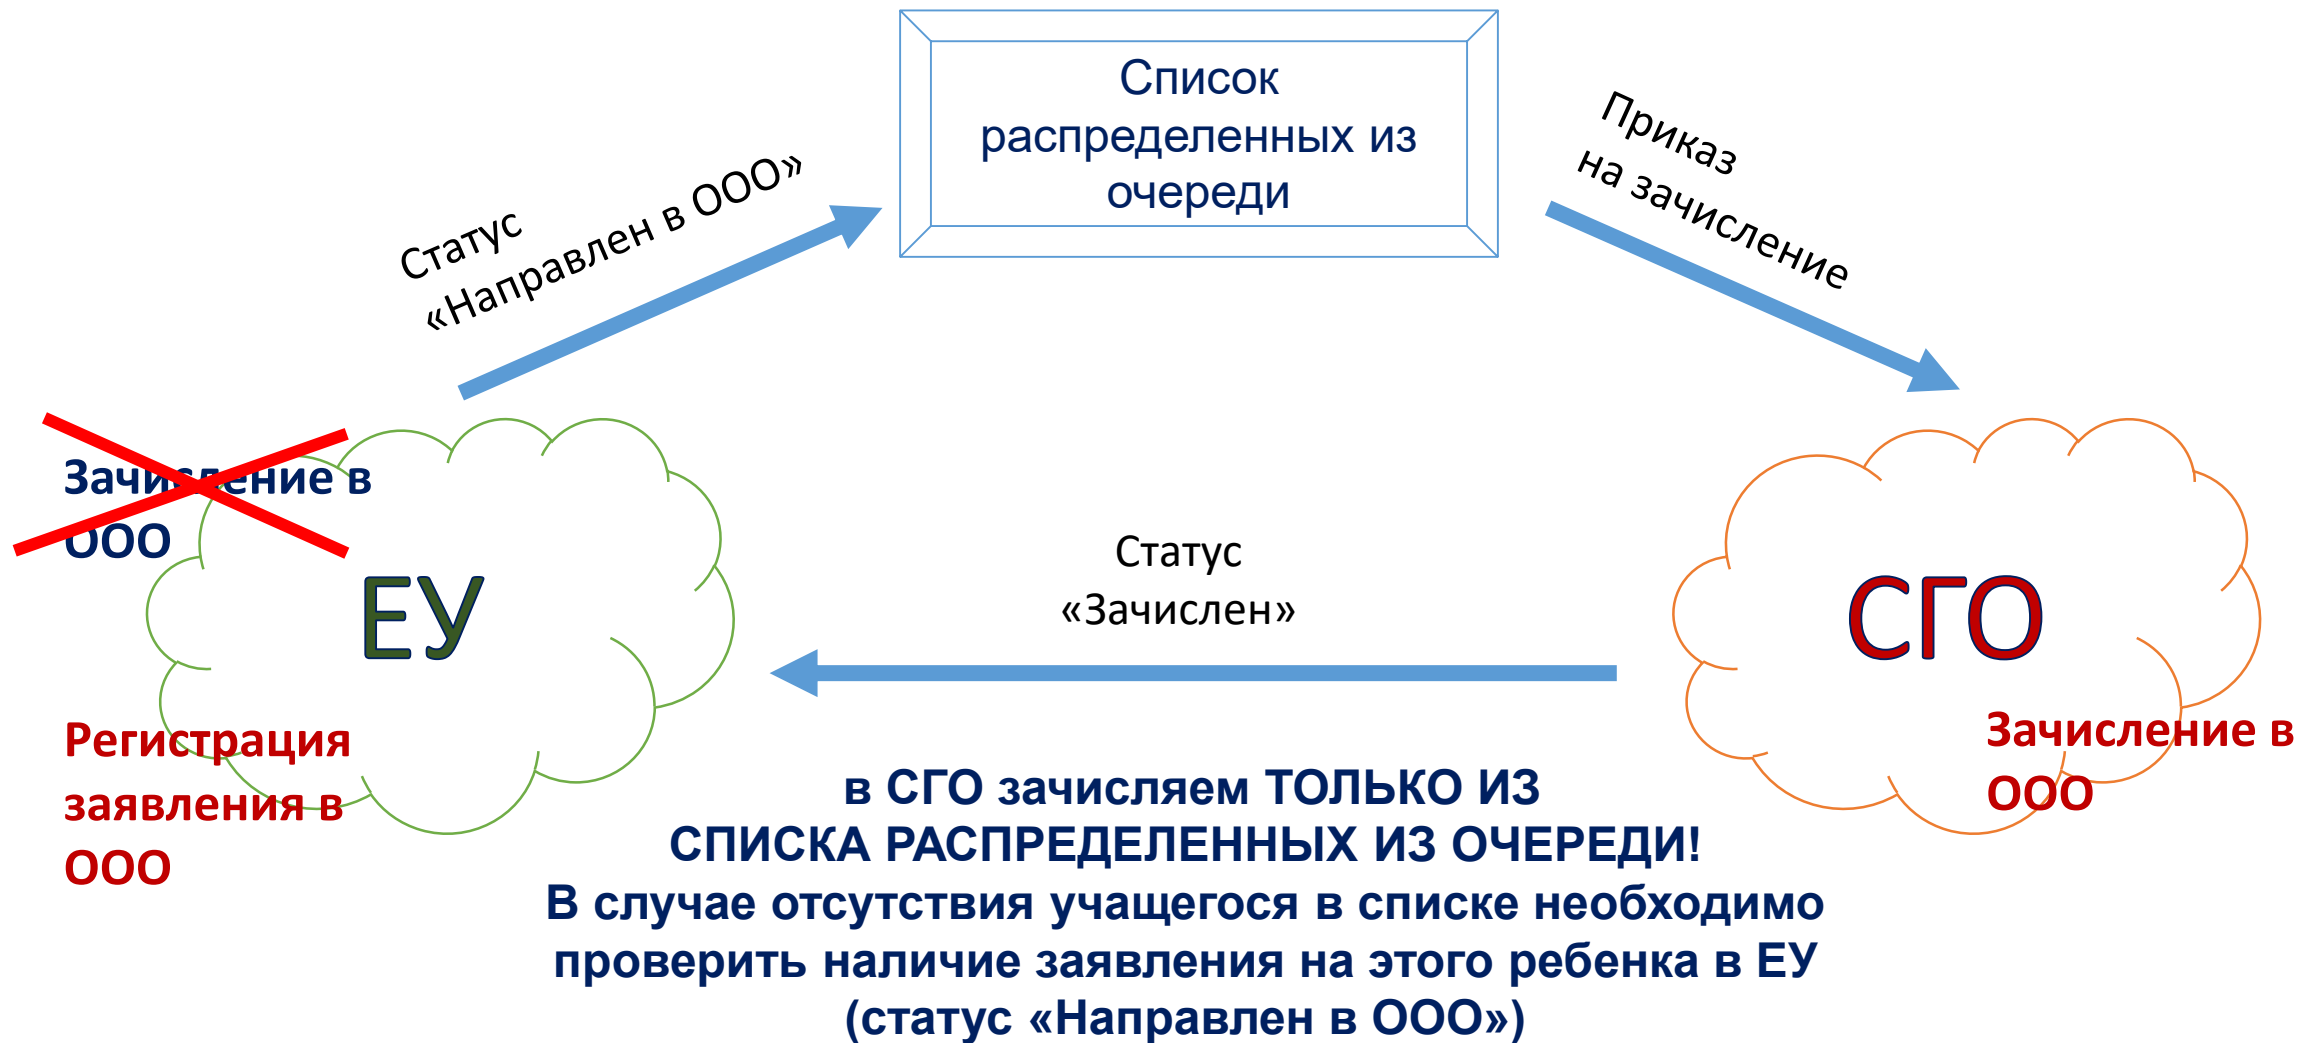 Список
распределенных из
очереди
Статус
«Направлен в ООО»
Приказ
на зачисление
Зачисление в
ООО
ЕУ
Регистрация
заявления в
ООО
Статус
«Зачислен»
СГО
Зачисление в
ООО
в СГО зачисляем ТОЛЬКО ИЗ
СПИСКА РАСПРЕДЕЛЕННЫХ ИЗ ОЧЕРЕДИ!
В случае отсутствия учащегося в списке необходимо
проверить наличие заявления на этого ребенка в ЕУ
(статус «Направлен в ООО»)